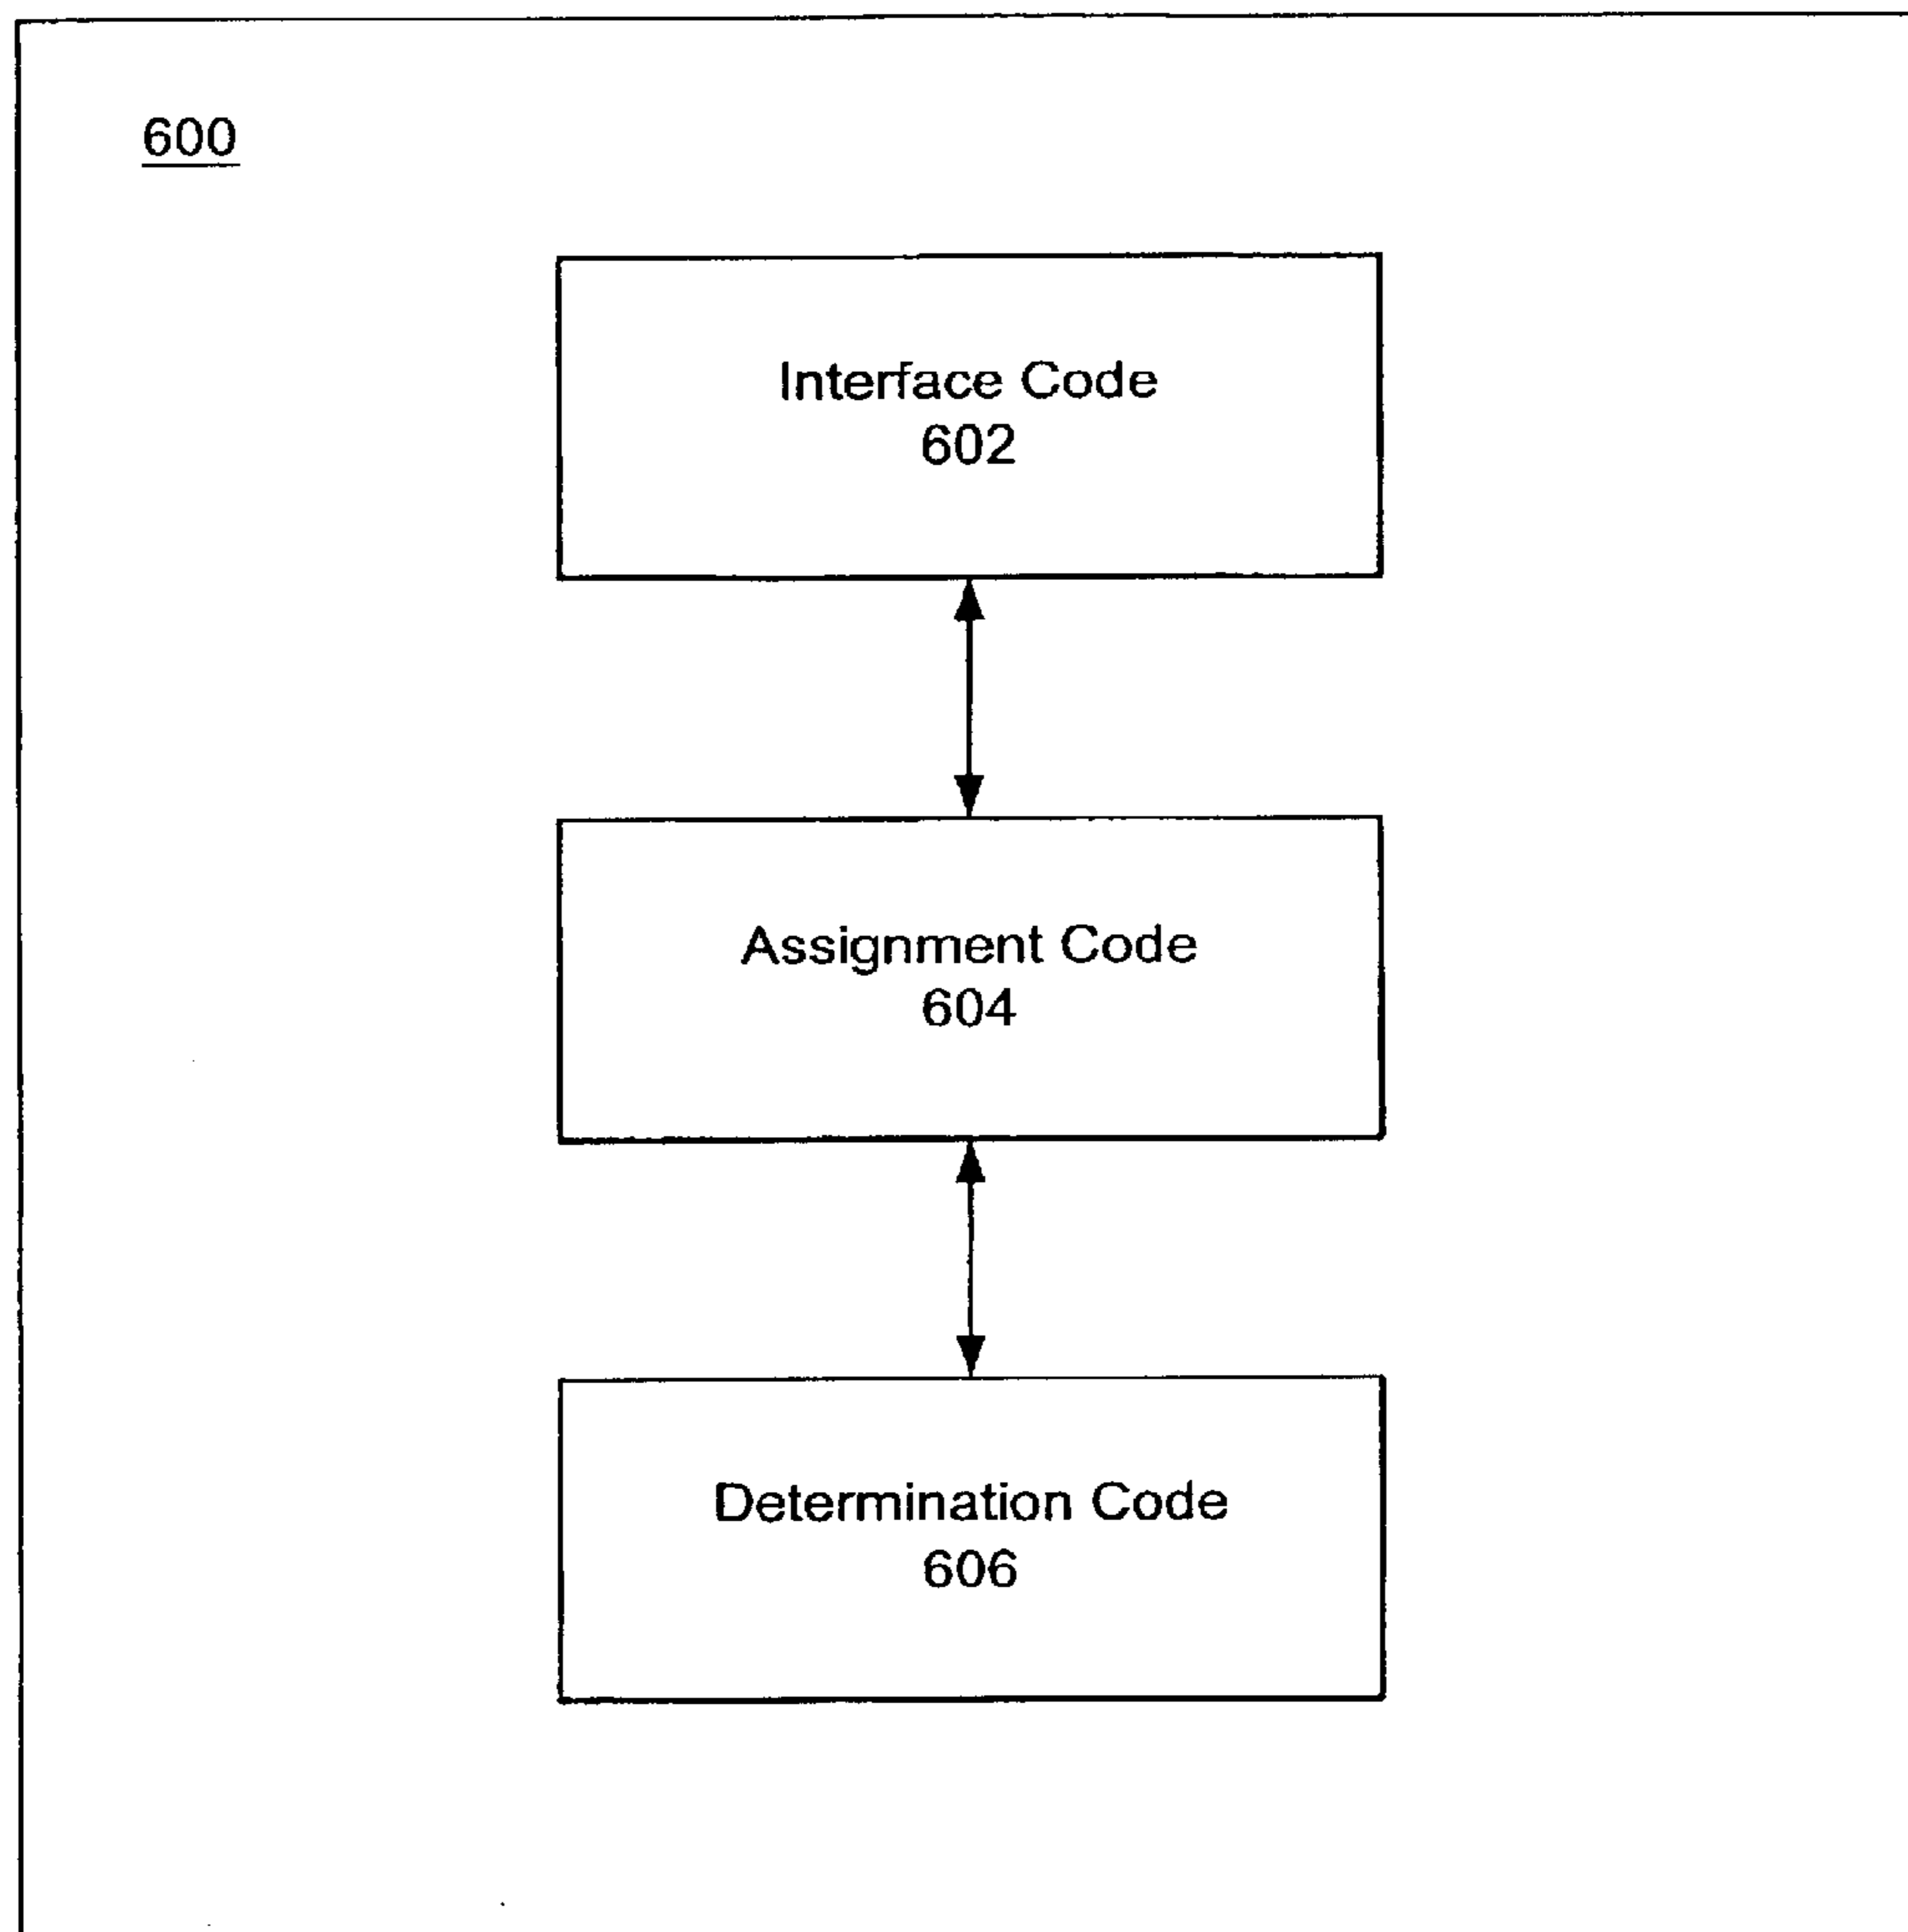 600
Interface Code
602
Assignment Code
604
Determination Code
606